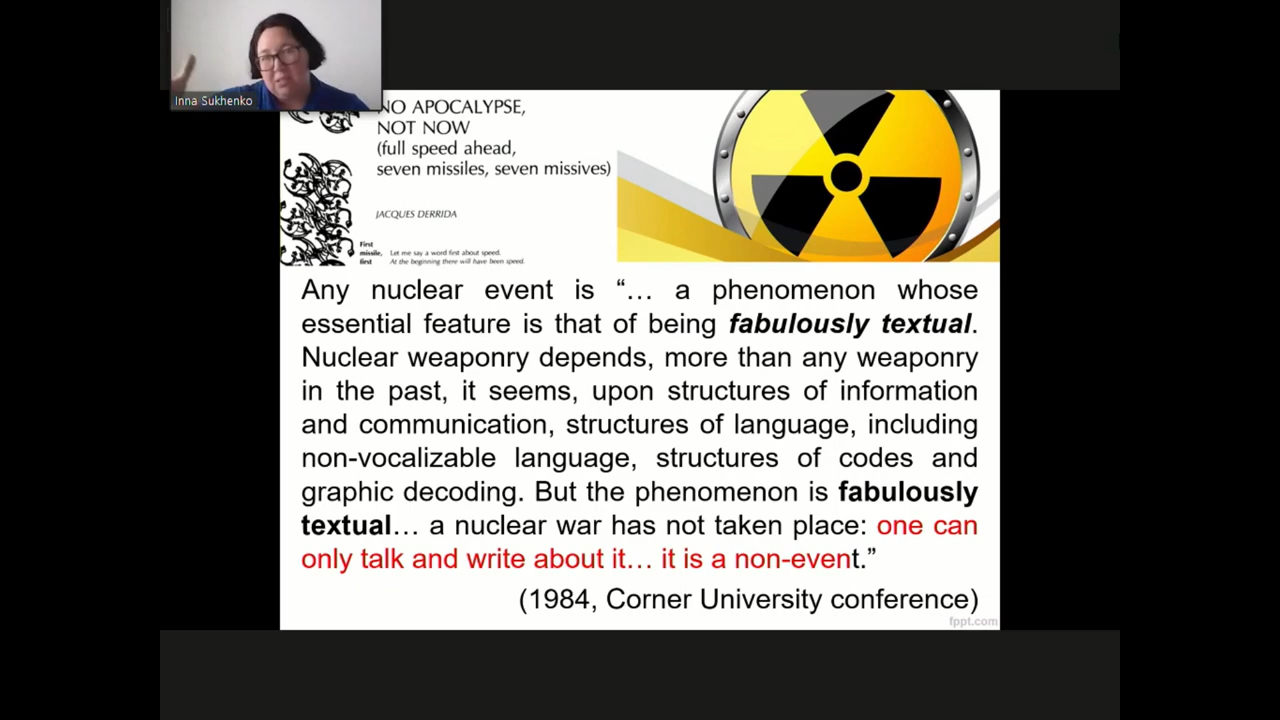 Inna Sukhenko
NO APOCALYPSE,
NOT NOW
(full speed ahead,
seven missiles, seven missives)
JACQUES DERRIDA
First
missile, Let me say a word first about speed.
first At the beginning there will have been speed.
Any nuclear event is “… a phenomenon whose
essential feature is that of being fabulously textual.
Nuclear weaponry depends, more than any weaponry
in the past, it seems, upon structures of information
and communication, structures of language, including
non-vocalizable language, structures of codes and
graphic decoding. But the phenomenon is fabulously
textual… a nuclear war has not taken place: one can
only talk and write about it… it is a non-event.”
(1984, Corner University conference)
fppt.com